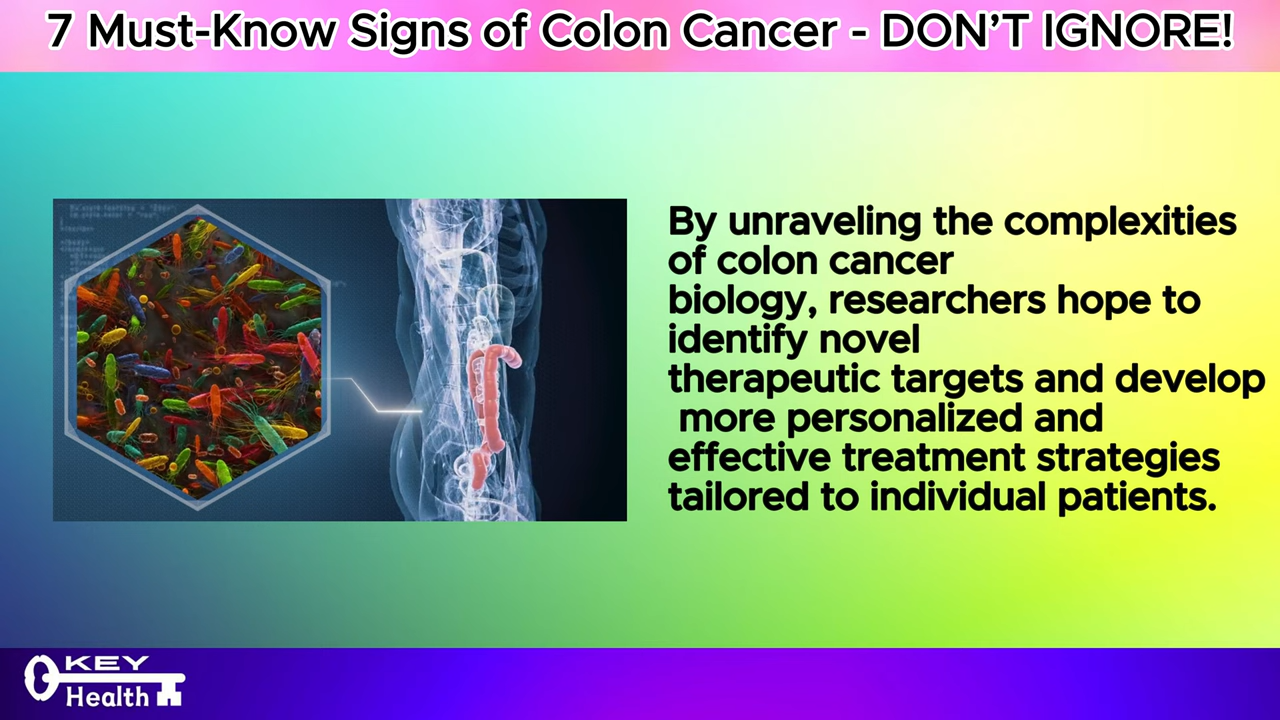 7 Must-Know Signs of Colon Cancer - DON'T IGNORE!
By unraveling the complexities
of colon cancer
biology, researchers hope to
identify novel
therapeutic targets and develop
more personalized and
effective treatment strategies
tailored to individual patients.
KEY
Health